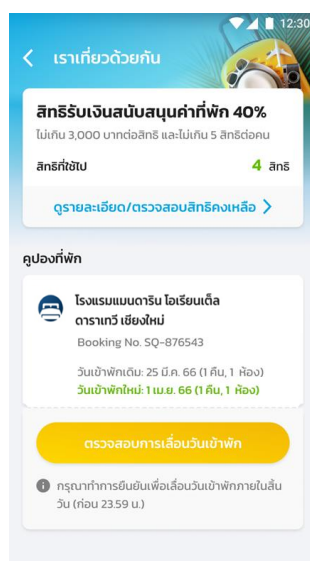 12:30
เราเที่ยวด้วยกัน
สิทธิรับเงินสนับสนุนค่าที่พัก 40%
ไม่เกิน 3,000 บาทต่อสิทธิ และไม่เกิน 5 สิทธิต่อคน
สิทธิที่ใช้ไป 4 สิทธิ
ดูรายละเอียด/ตรวจสอบสิทธิคงเหลือ
คูปองที่พัก
โรงแรมแมนดาริน โอเรียนเต็ล
ดาราเทวี เชียงใหม่
Booking No. SQ-876543
วันเข้าพักเดิม: 25 มี.ค. 66 (1 คืน, 1 ห้อง)
วันเข้าพักใหม่: 1 เม.ย. 66 (1 คืน, 1 ห้อง)
ตรวจสอบการเลื่อนวันเข้าพัก
กรุณาทำการยืนยันเพื่อเลื่อนวันเข้าพักภายในสิ้น
วัน (ก่อน 23.59 น.)